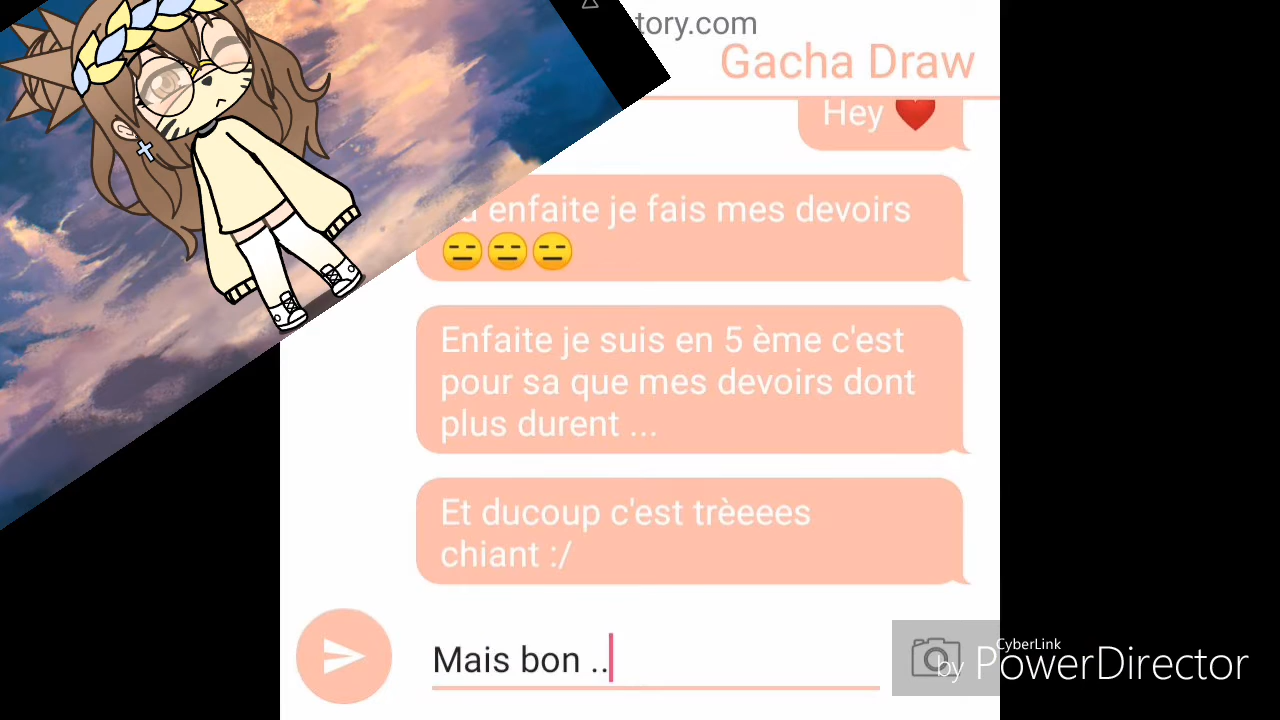 tory.com
Gacha Draw
Hey ❤️
enfaite je fais mes devoirs
😑😑😑
Enfaite je suis en 5 ème c'est
pour sa que mes devoirs dont
plus durent ...
Et ducoup c'est trèeees
chiant :/
Mais bon ..
CyberLink
by PowerDirector